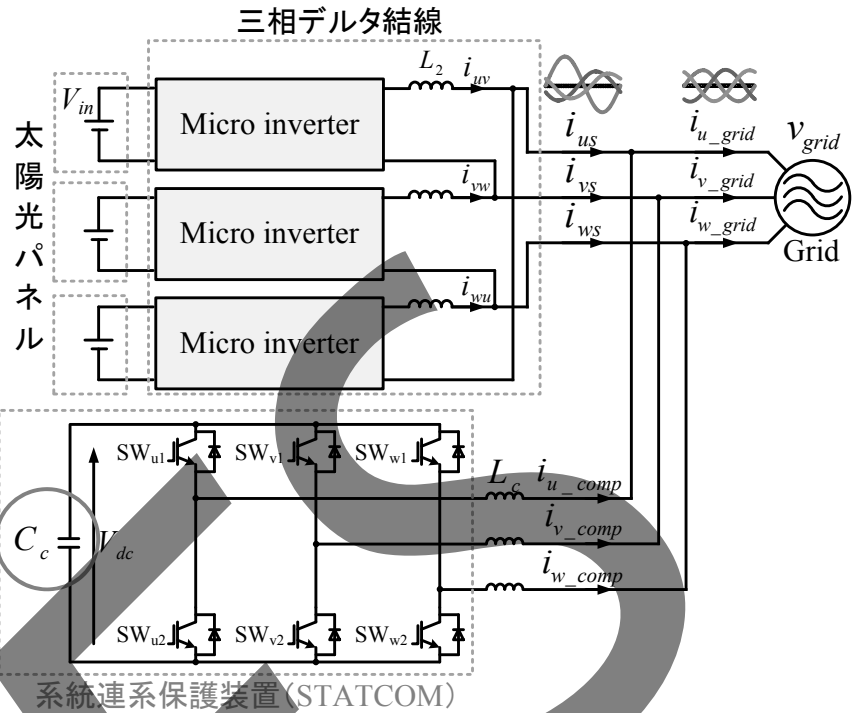 三相デルタ結線
L₂ i_uv
V_in
Micro inverter
太陽光パネル
i_us i_u_grid v_grid
i_vw
i_vs i_v_grid
Micro inverter
i_ws i_w_grid
Grid
i_wu
Micro inverter
SW_u1 SW_v1 SW_w1
L_c i_u_comp
C_c V_dc
i_v_comp
i_w_comp
SW_u2 SW_v2 SW_w2
系統連系保護装置(STATCOM)